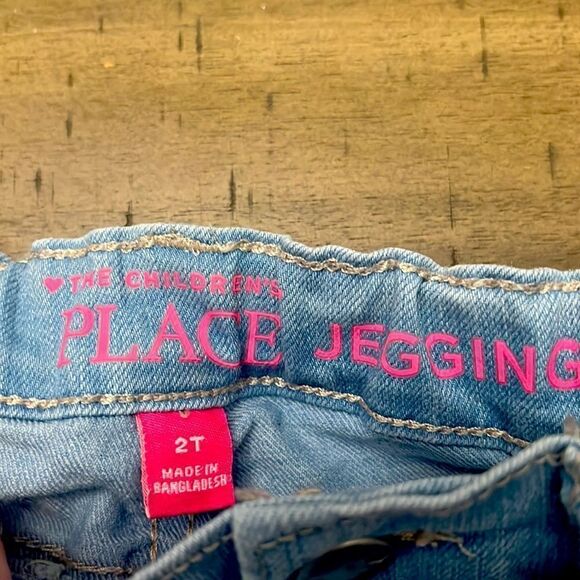 ♥ THE CHILDREN'S
PLACE JEGGING
2T
MADE IN
BANGLADESH